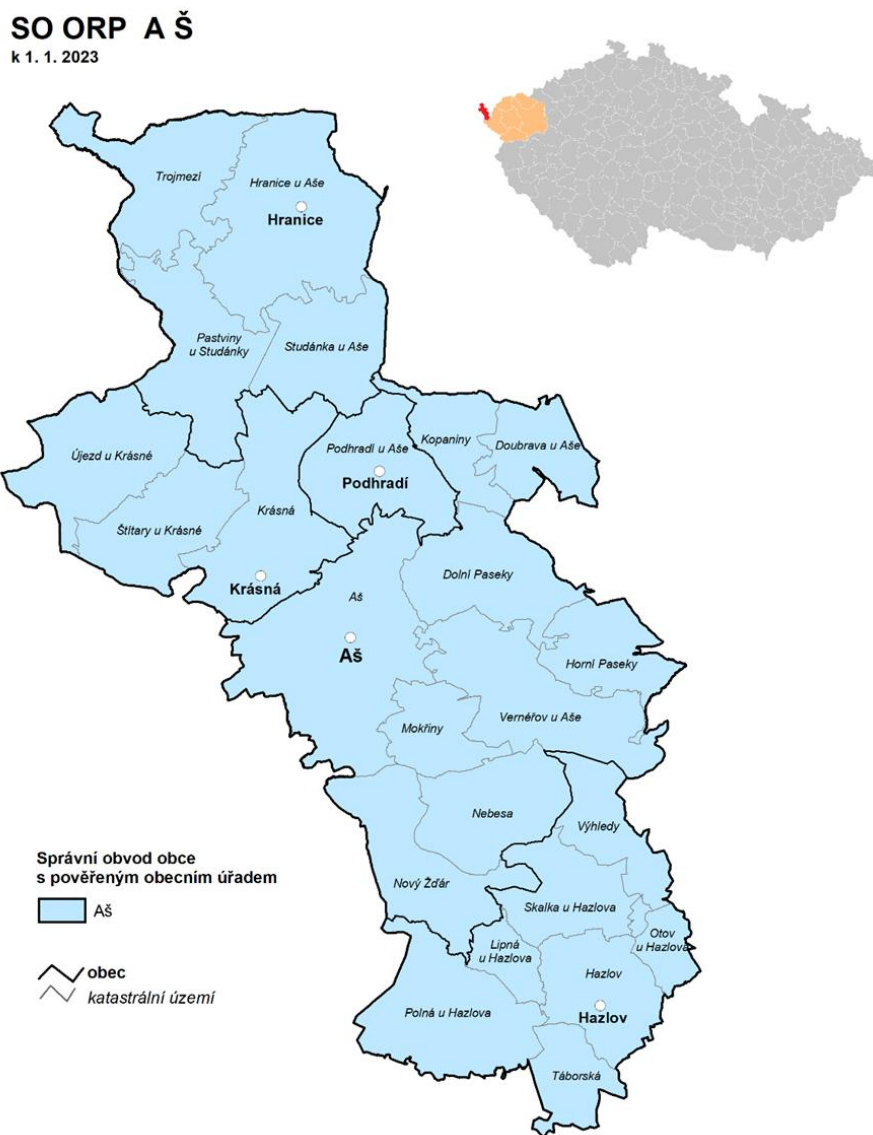 SO ORP A Š
k 1. 1. 2023
Trojmezí
Hranice u Aše
Hranice
Pastviny
u Studánky
Studánka u Aše
Újezd u Krásné
Podhradí u Aše
Podhradí
Kopaniny
Doubrava u Aše
Štítary u Krásné
Krásná
Krásná
Dolní Paseky
Aš
Aš
Horní Paseky
Mokřiny
Vernéřov u Aše
Nebesa
Výhledy
Nový Žďár
Skalka u Hazlova
Otov
u Hazlova
Lipná
u Hazlova
Hazlov
Hazlov
Polná u Hazlova
Táborská
Správní obvod obce
s pověřeným obecním úřadem
Aš
obec
katastrální území